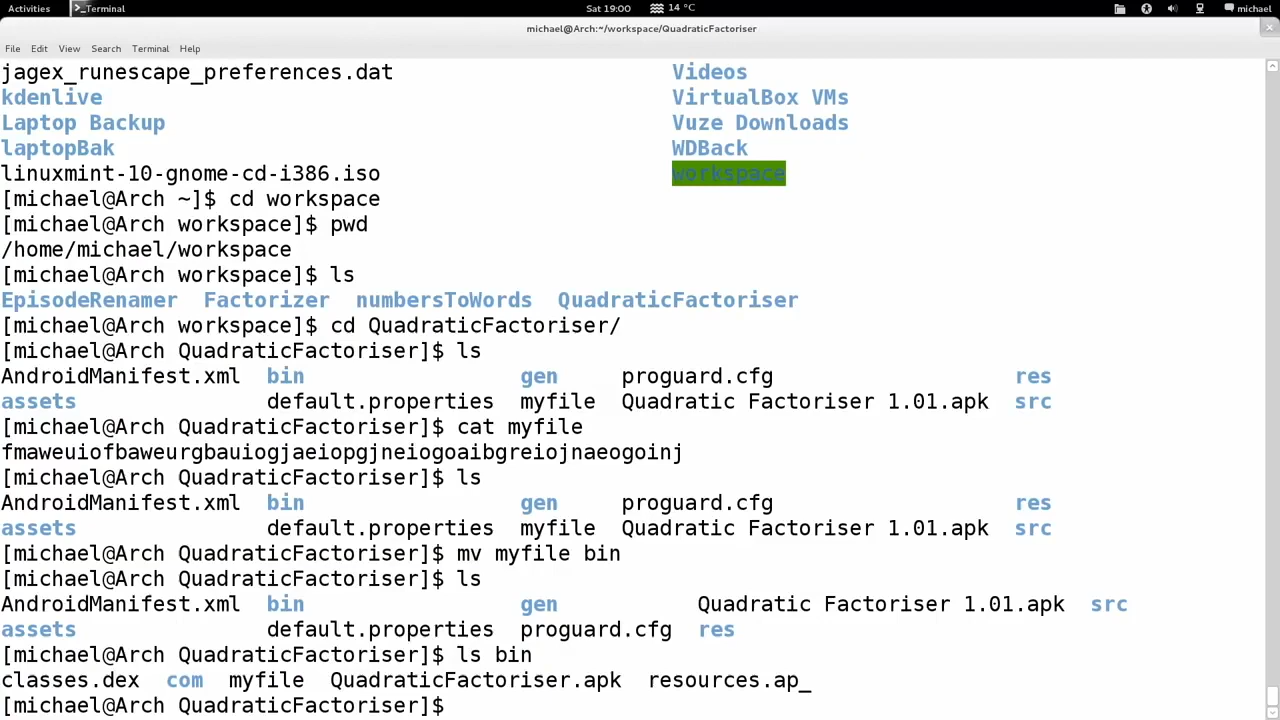 Activities >_Terminal Sat 19:00 14 °C michael
michael@Arch:~/workspace/QuadraticFactoriser
File Edit View Search Terminal Help
jagex_runescape_preferences.dat Videos
kdenlive VirtualBox VMs
Laptop Backup Vuze Downloads
laptopBak WDBack
linuxmint-10-gnome-cd-i386.iso workspace
[michael@Arch ~]$ cd workspace
[michael@Arch workspace]$ pwd
/home/michael/workspace
[michael@Arch workspace]$ ls
EpisodeRenamer Factorizer numbersToWords QuadraticFactoriser
[michael@Arch workspace]$ cd QuadraticFactoriser/
[michael@Arch QuadraticFactoriser]$ ls
AndroidManifest.xml bin gen proguard.cfg res
assets default.properties myfile Quadratic Factoriser 1.01.apk src
[michael@Arch QuadraticFactoriser]$ cat myfile
fmaweuiofbaweurgbauiogjaeiopgjneiogoaibgreiojnaeogoinj
[michael@Arch QuadraticFactoriser]$ ls
AndroidManifest.xml bin gen proguard.cfg res
assets default.properties myfile Quadratic Factoriser 1.01.apk src
[michael@Arch QuadraticFactoriser]$ mv myfile bin
[michael@Arch QuadraticFactoriser]$ ls
AndroidManifest.xml bin gen Quadratic Factoriser 1.01.apk src
assets default.properties proguard.cfg res
[michael@Arch QuadraticFactoriser]$ ls bin
classes.dex com myfile QuadraticFactoriser.apk resources.ap_
[michael@Arch QuadraticFactoriser]$